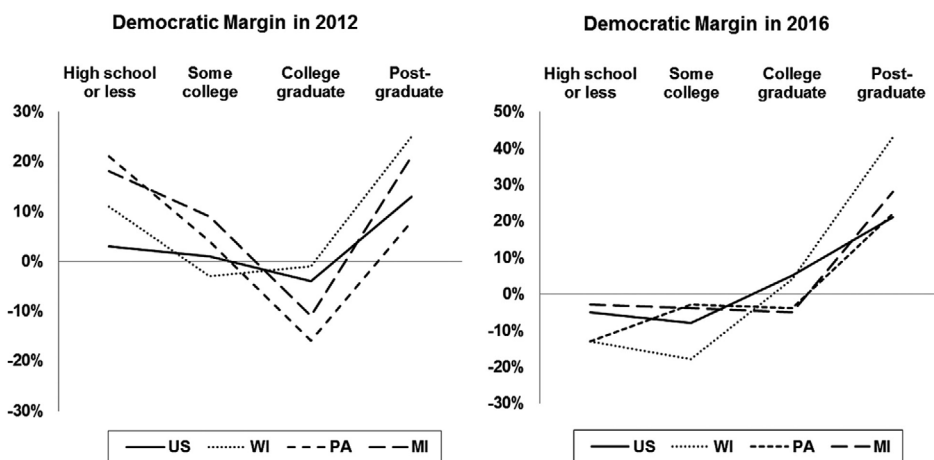 Democratic Margin in 2012
High school or less
Some college
College graduate
Post-graduate
30%
20%
10%
0%
-10%
-20%
-30%
US WI PA MI
Democratic Margin in 2016
High school or less
Some college
College graduate
Post-graduate
50%
40%
30%
20%
10%
0%
-10%
-20%
-30%
US WI PA MI